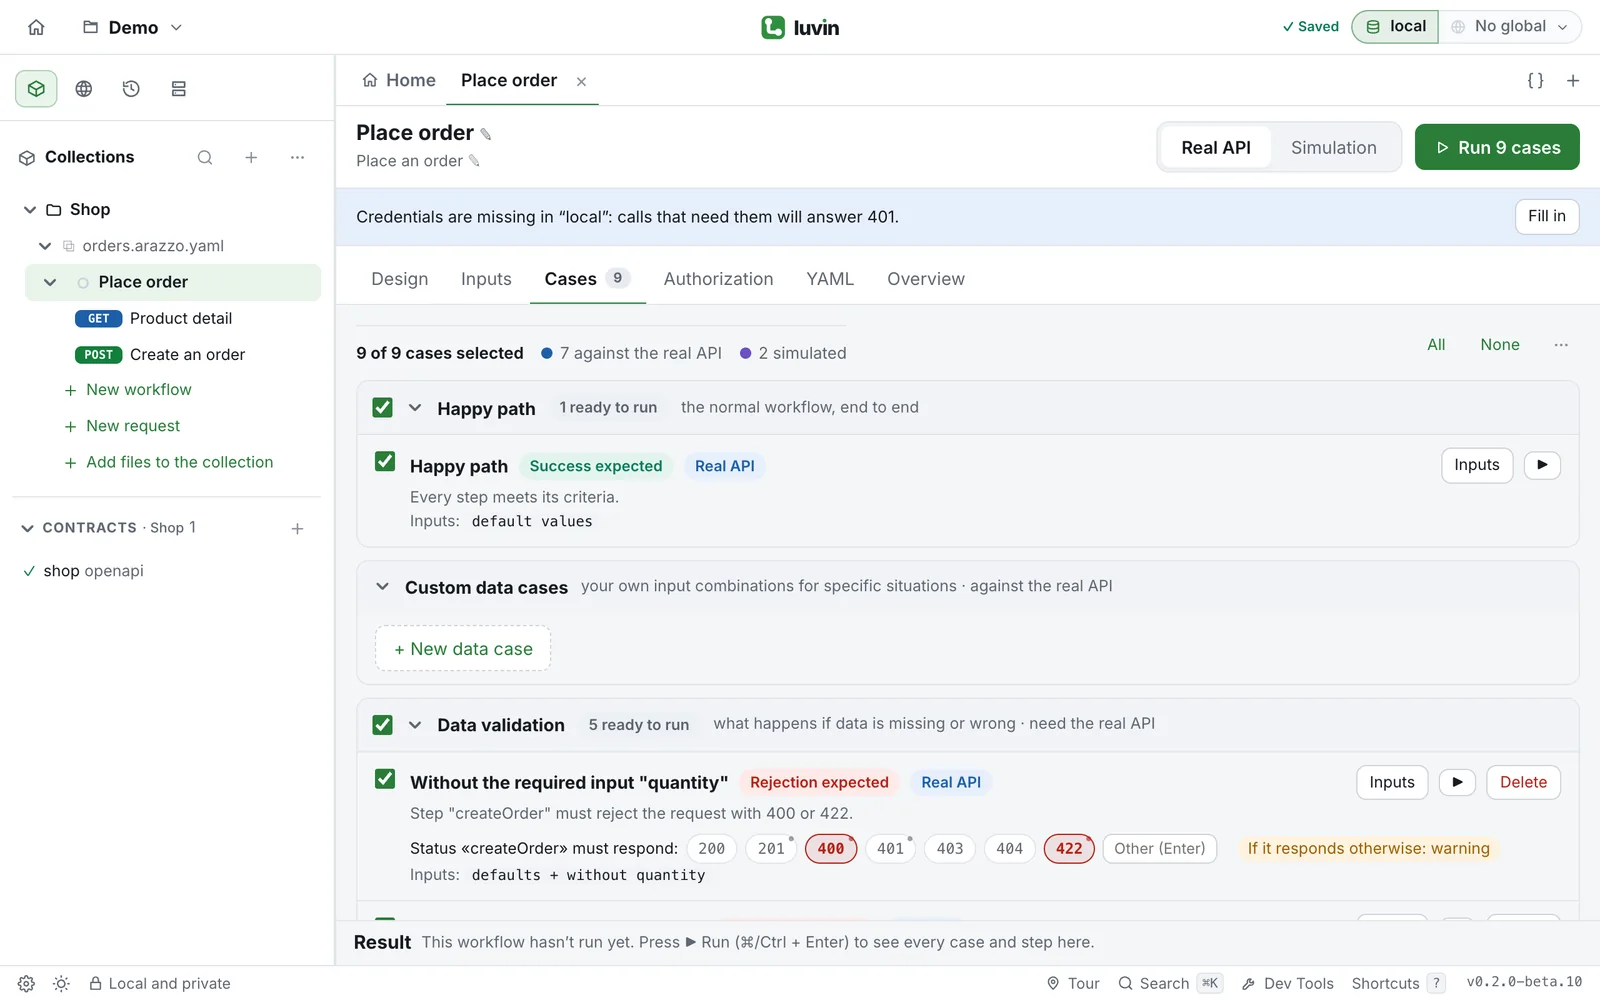 Demo
luvin
Saved
local
No global
Home
Place order
{ }
Place order
Place an order
Real API
Simulation
Run 9 cases
Collections
Shop
orders.arazzo.yaml
Place order
GET Product detail
POST Create an order
+ New workflow
+ New request
+ Add files to the collection
CONTRACTS · Shop 1
shop openapi
Credentials are missing in “local”: calls that need them will answer 401.
Fill in
Design
Inputs
Cases 9
Authorization
YAML
Overview
9 of 9 cases selected
7 against the real API
2 simulated
All
None
Happy path 1 ready to run the normal workflow, end to end
Happy path Success expected Real API
Inputs
Every step meets its criteria.
Inputs: default values
Custom data cases your own input combinations for specific situations · against the real API
+ New data case
Data validation 5 ready to run what happens if data is missing or wrong · need the real API
Without the required input "quantity" Rejection expected Real API
Inputs
Delete
Step "createOrder" must reject the request with 400 or 422.
Status «createOrder» must respond: 200 201 400 401 403 404 422 Other (Enter) If it responds otherwise: warning
Inputs: defaults + without quantity
Result This workflow hasn’t run yet. Press ▶ Run (⌘/Ctrl + Enter) to see every case and step here.
Local and private
Tour
Search ⌘K
Dev Tools
Shortcuts ?
v0.2.0-beta.10